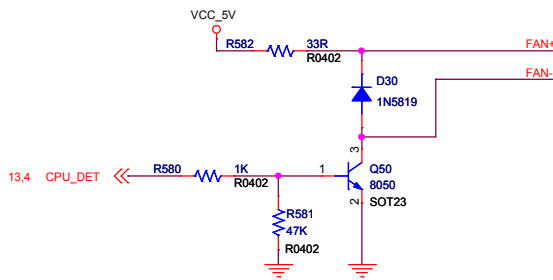 VCC_5V
R582 33R
R0402
FAN+
FAN-
D30
1N5819
13,4 CPU_DET
R580 1K
R0402
1
3
2
Q50
8050
SOT23
R581
47K
R0402